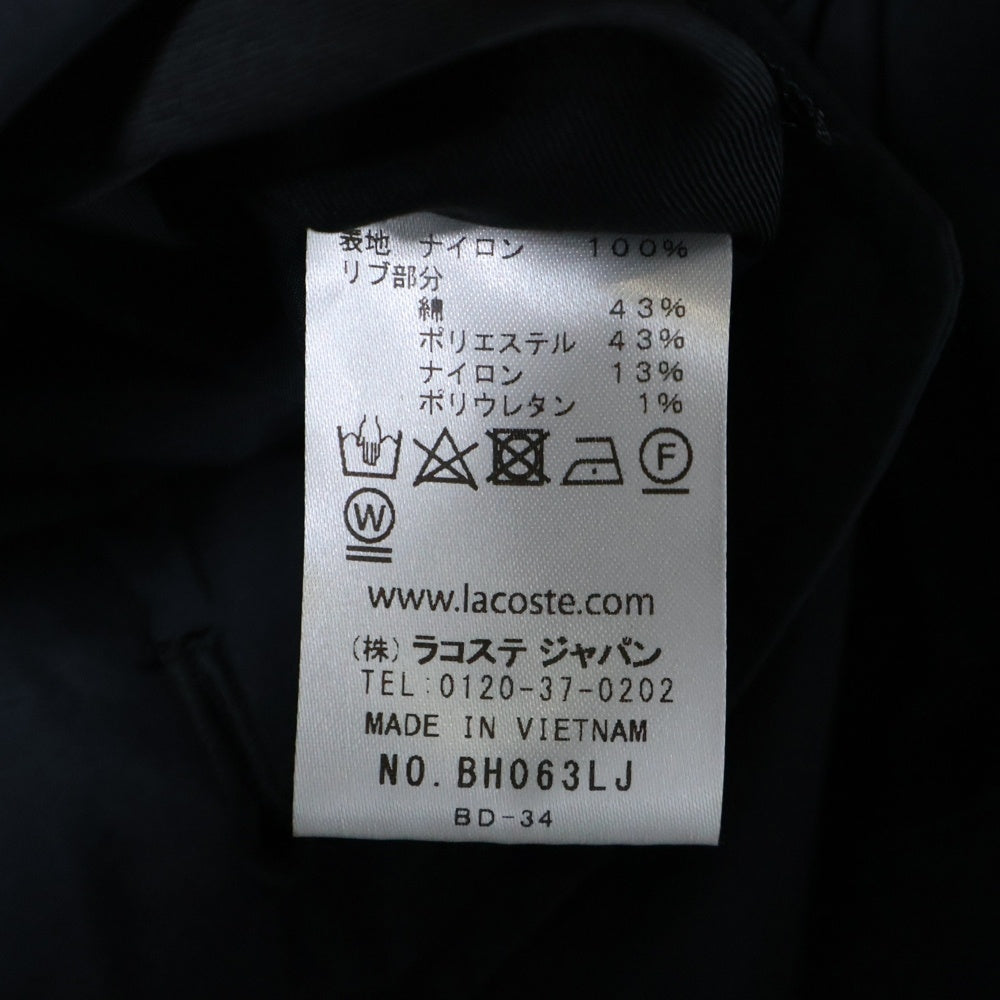 表地 ナイロン 100%
リブ部分
綿 43%
ポリエステル 43%
ナイロン 13%
ポリウレタン 1%
F
W
www.lacoste.com
(株) ラコステ ジャパン
TEL:0120-37-0202
MADE IN VIETNAM
NO. BH063LJ
BD-34